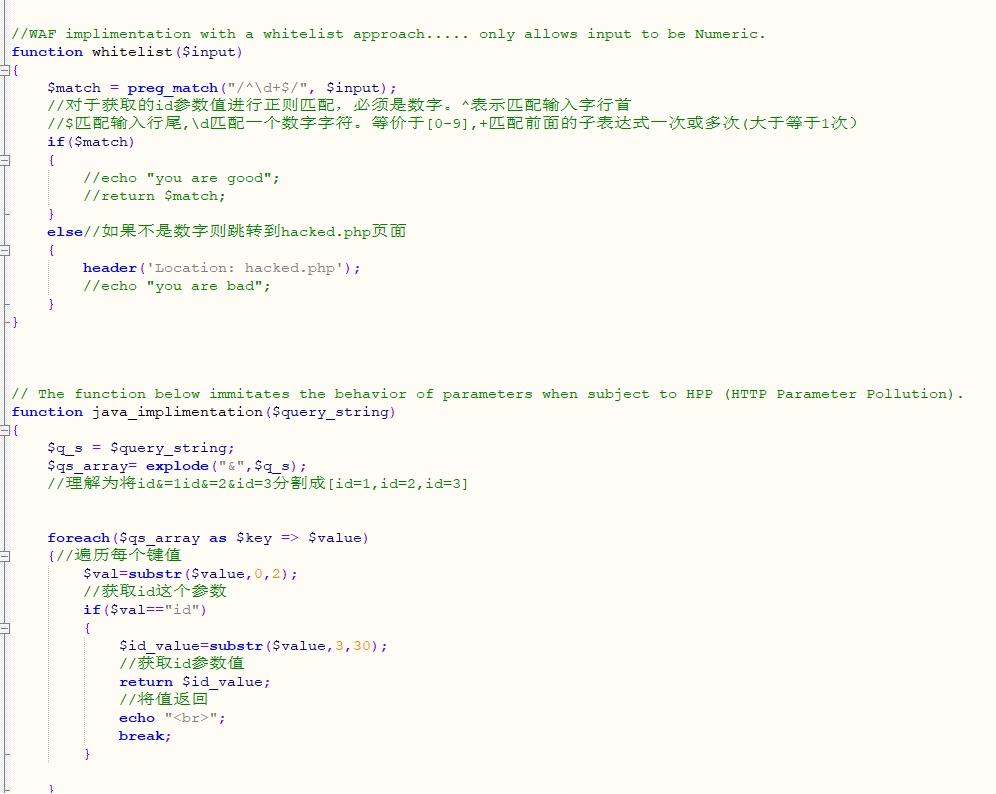 //WAF implimentation with a whitelist approach..... only allows input to be Numeric.
function whitelist($input)
{
    $match = preg_match("/^\d+$/", $input);
    //对于获取的id参数值进行正则匹配，必须是数字。^表示匹配输入字行首
    //$匹配输入行尾,\d匹配一个数字字符。等价于[0-9],+匹配前面的子表达式一次或多次(大于等于1次）
    if($match)
    {
        //echo "you are good";
        //return $match;
    }
    else//如果不是数字则跳转到hacked.php页面
    {
        header('Location: hacked.php');
        //echo "you are bad";
    }
}
// The function below immitates the behavior of parameters when subject to HPP (HTTP Parameter Pollution).
function java_implimentation($query_string)
{
    $q_s = $query_string;
    $qs_array= explode("&",$q_s);
    //理解为将id&=1id&=2&id=3分割成[id=1,id=2,id=3]
    foreach($qs_array as $key => $value)
    {//遍历每个键值
        $val=substr($value,0,2);
        //获取id这个参数
        if($val=="id")
        {
            $id_value=substr($value,3,30);
            //获取id参数值
            return $id_value;
            //将值返回
            echo "<br>";
            break;
        }
    }